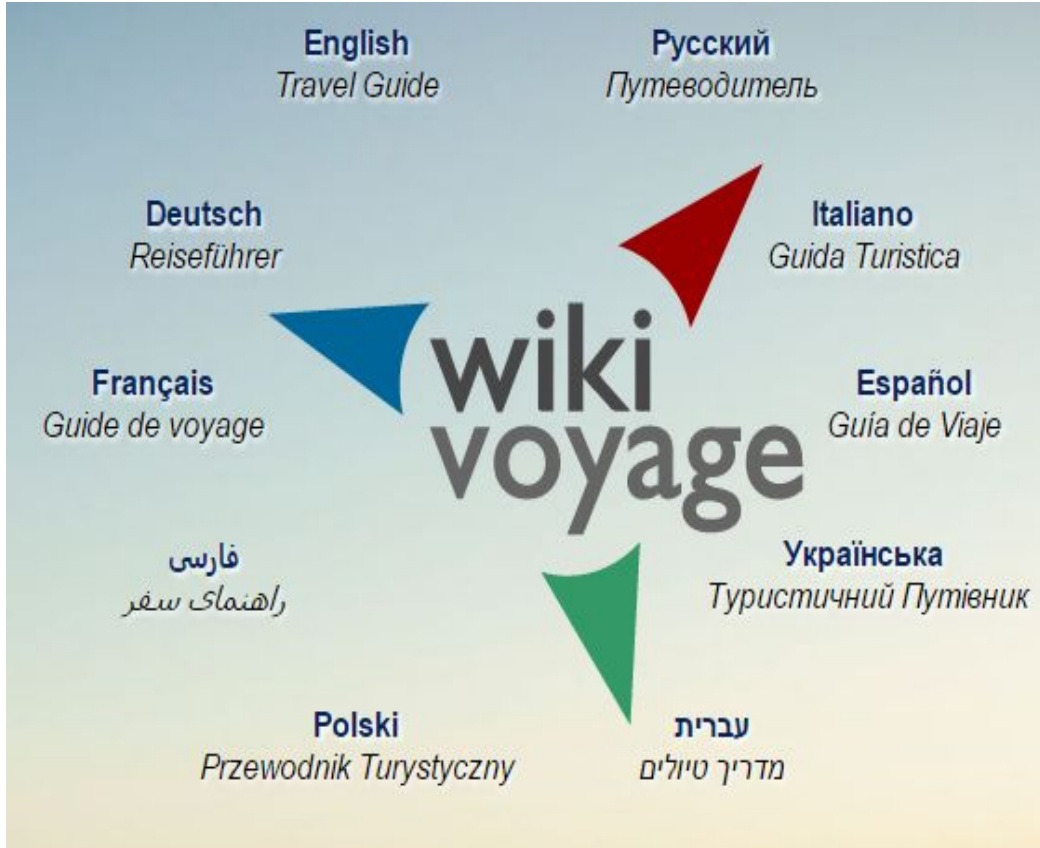 English
Travel Guide
Русский
Путеводитель
Deutsch
Reiseführer
Italiano
Guida Turistica
wiki
voyage
Français
Guide de voyage
Español
Guía de Viaje
فارسی
راهنمای سفر
Українська
Туристичний Путівник
Polski
Przewodnik Turystyczny
עברית
מדריך טיולים